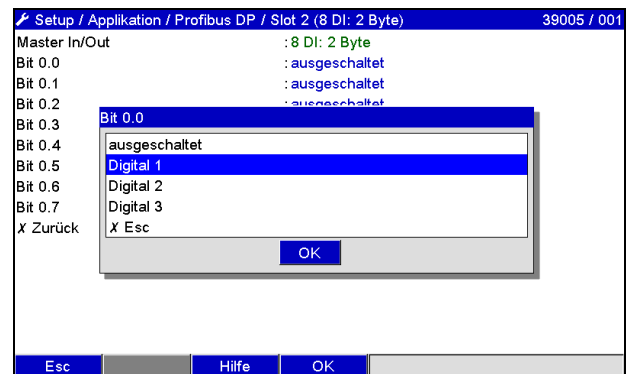 Setup / Applikation / Profibus DP / Slot 2 (8 DI: 2 Byte) 39005 / 001
Master In/Out :8 DI: 2 Byte
Bit 0.0 :ausgeschaltet
Bit 0.1 :ausgeschaltet
Bit 0.2 :ausgeschaltet
Bit 0.3
Bit 0.4
Bit 0.5
Bit 0.6
Bit 0.7
✗ Zurück
Bit 0.0
ausgeschaltet
Digital 1
Digital 2
Digital 3
✗ Esc
OK
Esc Hilfe OK